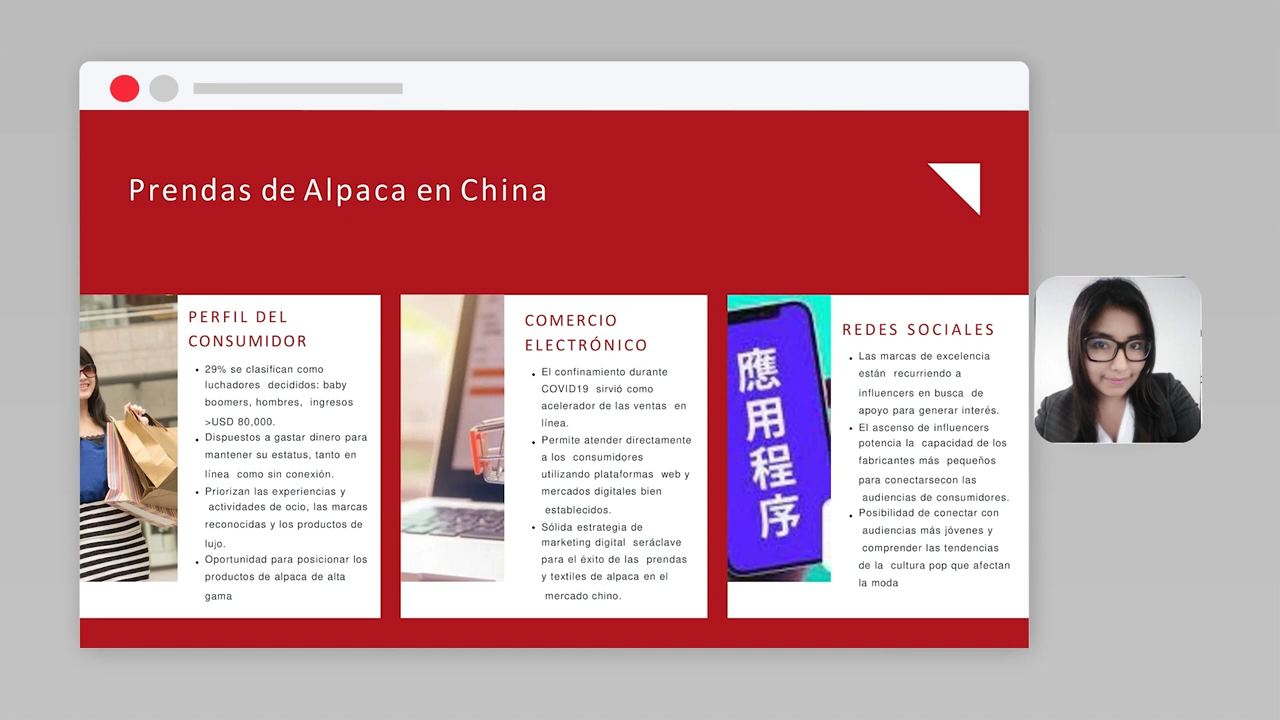 Prendas de Alpaca en China
PERFIL DEL
CONSUMIDOR
29% se clasifican como
luchadores decididos: baby
boomers, hombres, ingresos
>USD 80,000.
Dispuestos a gastar dinero para
mantener su estatus, tanto en
línea como sin conexión.
Priorizan las experiencias y
actividades de ocio, las marcas
reconocidas y los productos de
lujo.
Oportunidad para posicionar los
productos de alpaca de alta
gama
COMERCIO
ELECTRÓNICO
El confinamiento durante
COVID19 sirvió como
acelerador de las ventas en
línea.
Permite atender directamente
a los consumidores
utilizando plataformas web y
mercados digitales bien
establecidos.
Sólida estrategia de
marketing digital seráclave
para el éxito de las prendas
y textiles de alpaca en el
mercado chino.
應用程序
REDES SOCIALES
Las marcas de excelencia
están recurriendo a
influencers en busca de
apoyo para generar interés.
El ascenso de influencers
potencia la capacidad de los
fabricantes más pequeños
para conectarsecon las
audiencias de consumidores.
Posibilidad de conectar con
audiencias más jóvenes y
comprender las tendencias
de la cultura pop que afectan
la moda